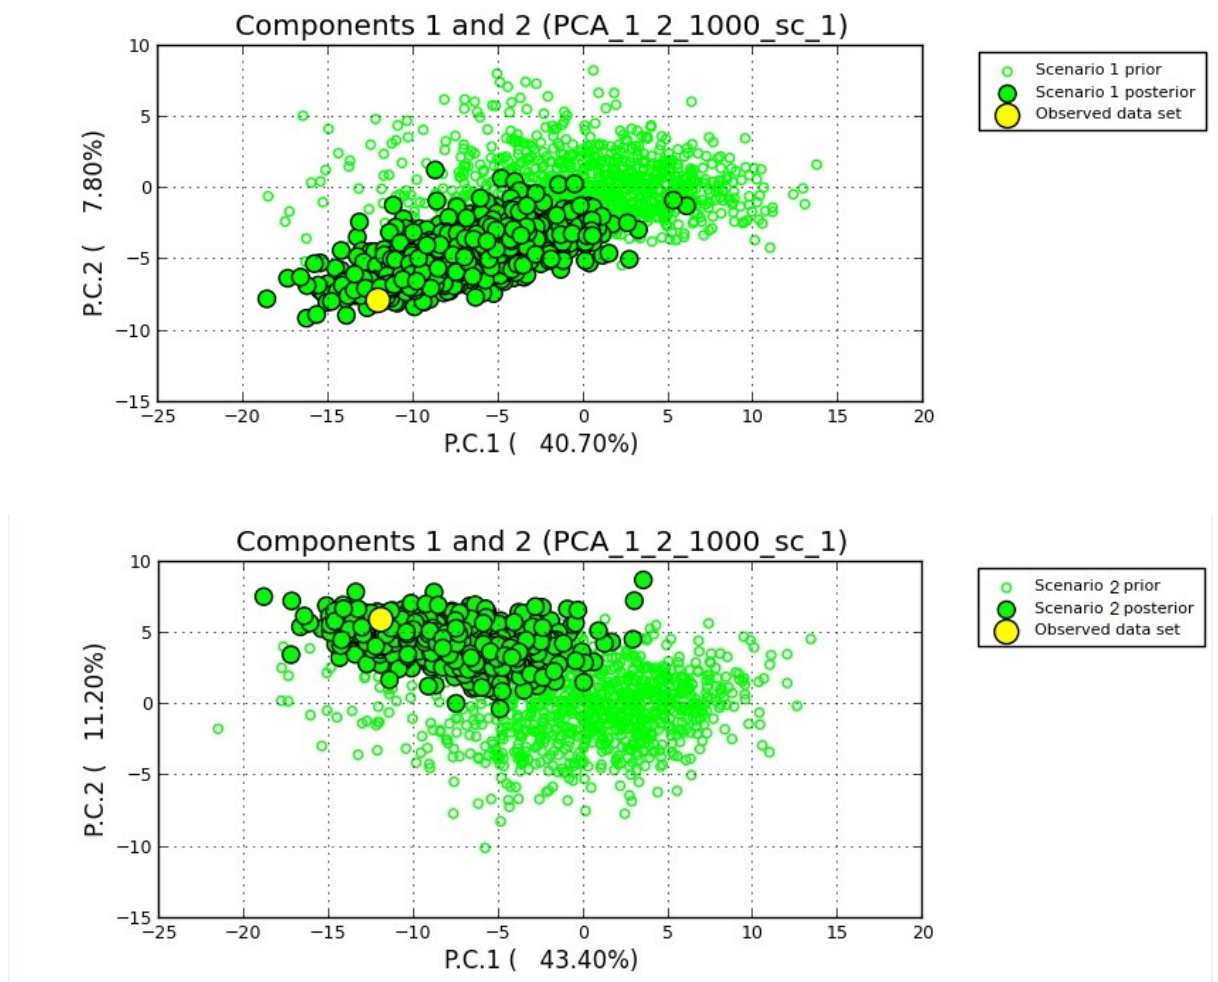 Components 1 and 2 (PCA_1_2_1000_sc_1)
10
5
0
−5
−10
−15
P.C.2 ( 7.80%)
−25 −20 −15 −10 −5 0 5 10 15 20
P.C.1 ( 40.70%)
Scenario 1 prior
Scenario 1 posterior
Observed data set
Components 1 and 2 (PCA_1_2_1000_sc_1)
10
5
0
−5
−10
−15
P.C.2 ( 11.20%)
−25 −20 −15 −10 −5 0 5 10 15 20
P.C.1 ( 43.40%)
Scenario 2 prior
Scenario 2 posterior
Observed data set